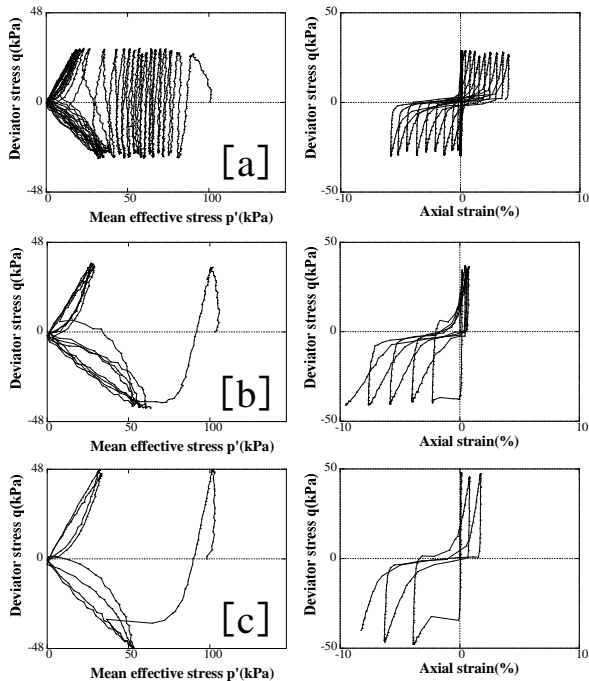 Deviator stress q(kPa)
48
0
-48
0
50
100
Mean effective stress p'(kPa)
[a]
Deviator stress q(kPa)
50
0
-50
-10
0
10
Axial strain(%)
Deviator stress q(kPa)
48
0
-48
0
50
100
Mean effective stress p'(kPa)
[b]
Deviator stress q(kPa)
50
0
-50
-10
0
10
Axial strain(%)
Deviator stress q(kPa)
48
0
-48
0
50
100
Mean effective stress p'(kPa)
[c]
Deviator stress q(kPa)
50
0
-50
-10
0
10
Axial strain(%)